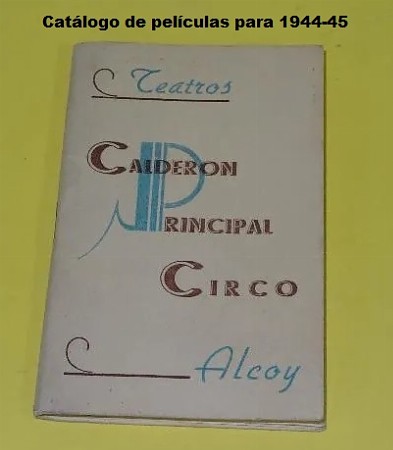 Catálogo de películas para 1944-45
Teatros
CALDERON
PRINCIPAL
CIRCO
Alcoy